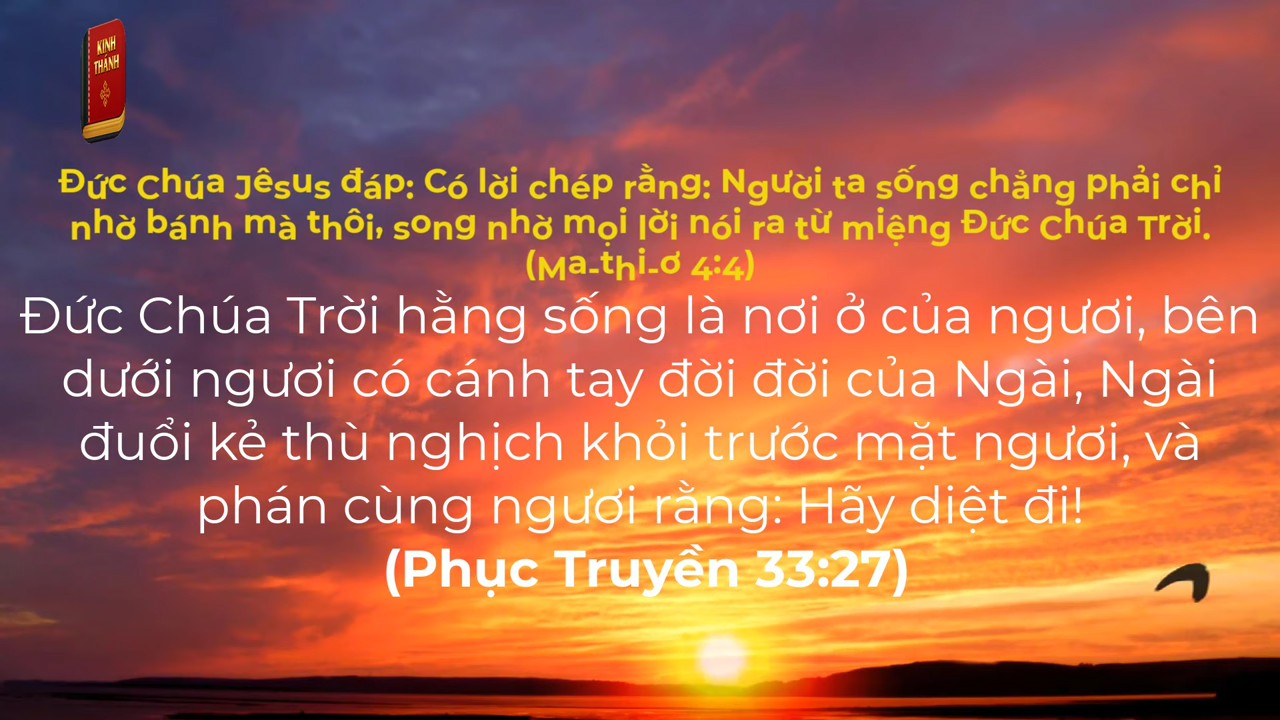 KINH
THÁNH
Đức Chúa Jêsus đáp: Có lời chép rằng: Người ta sống chẳng phải chỉ
nhờ bánh mà thôi, song nhờ mọi lời nói ra từ miệng Đức Chúa Trời.
(Ma-thi-ơ 4:4)
Đức Chúa Trời hằng sống là nơi ở của ngươi, bên
dưới ngươi có cánh tay đời đời của Ngài, Ngài
đuổi kẻ thù nghịch khỏi trước mặt ngươi, và
phán cùng ngươi rằng: Hãy diệt đi!
(Phục Truyền 33:27)